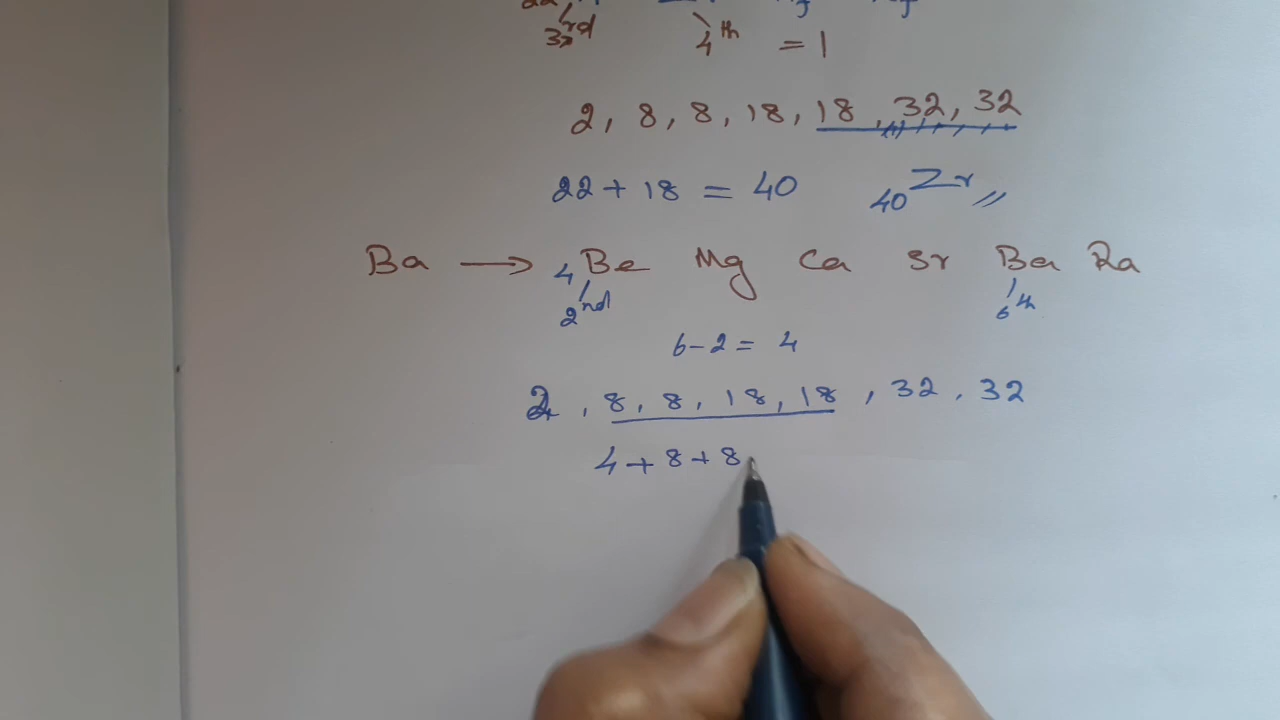 3rd 4th = 1
2, 8, 8, 18, 18, 32, 32
22 + 18 = 40 40Zr
Ba → 4Be Mg Ca Sr Ba Ra
2nd 6th
6 - 2 = 4
2, 8, 8, 18, 18, 32, 32
4 + 8 + 8